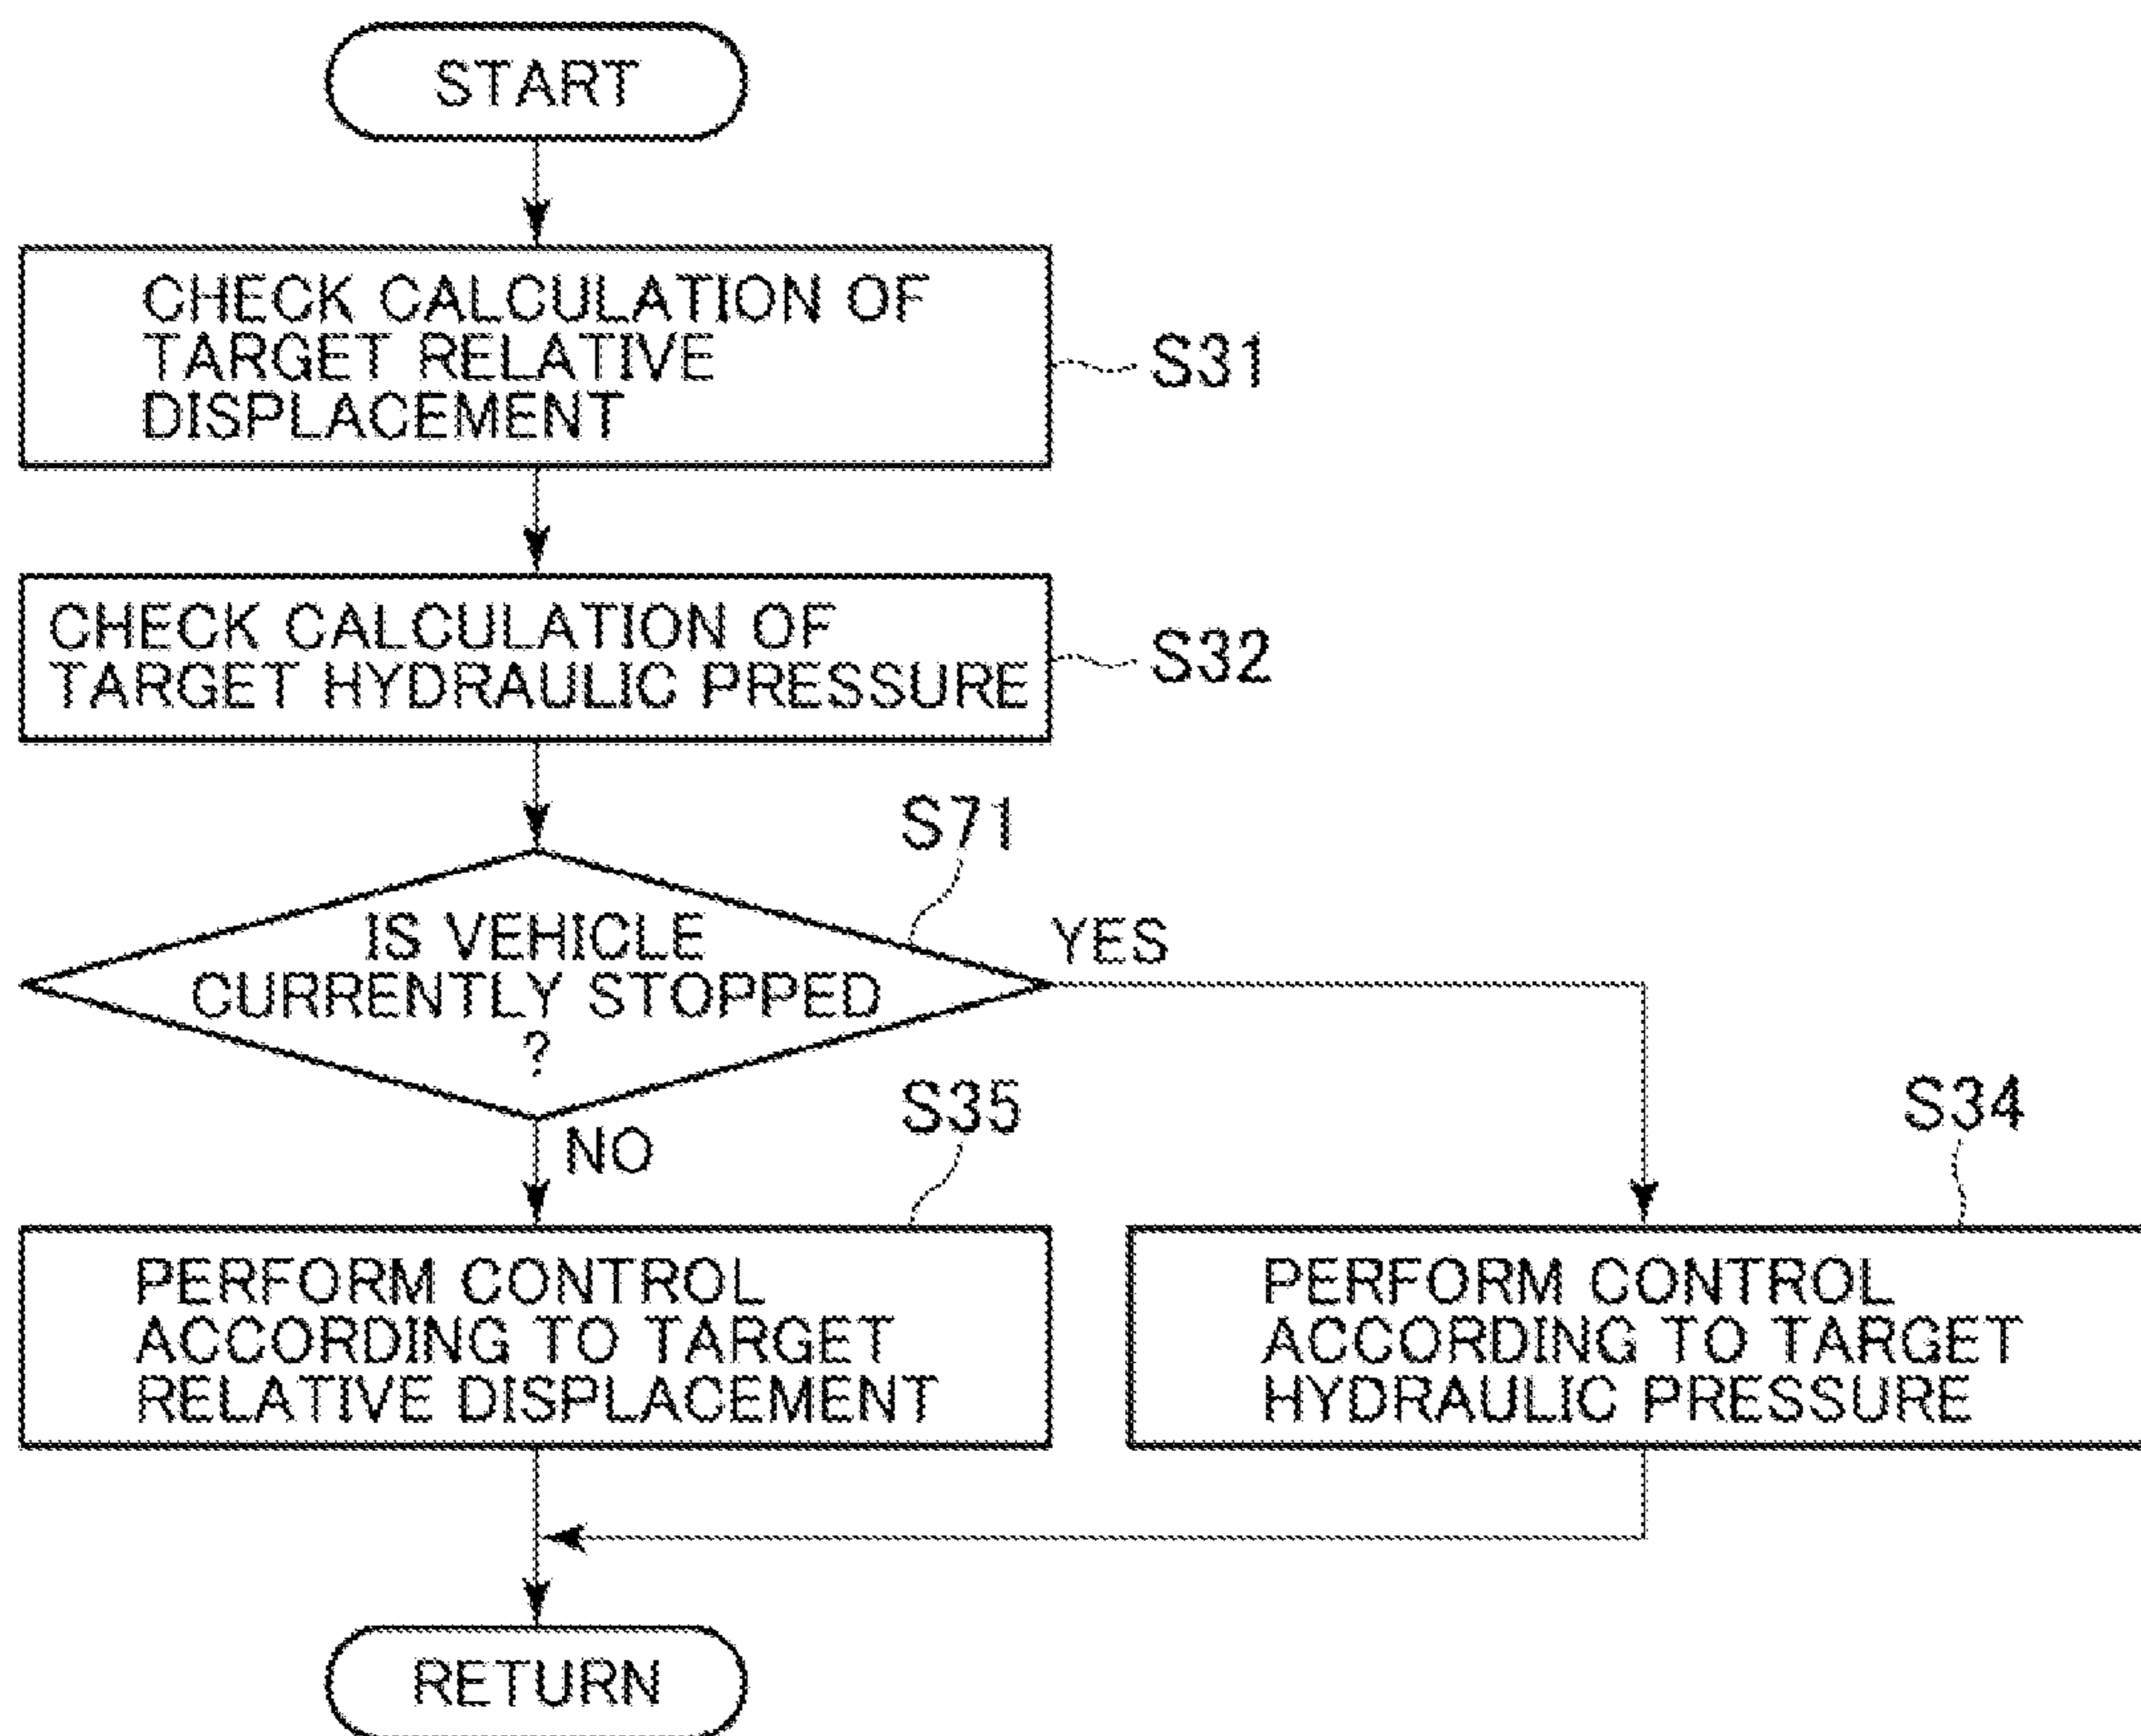 START
CHECK CALCULATION OF
TARGET RELATIVE
DISPLACEMENT
S31
CHECK CALCULATION OF
TARGET HYDRAULIC PRESSURE
S32
S71
IS VEHICLE
CURRENTLY STOPPED
?
YES
NO
S35
PERFORM CONTROL
ACCORDING TO TARGET
RELATIVE DISPLACEMENT
S34
PERFORM CONTROL
ACCORDING TO TARGET
HYDRAULIC PRESSURE
RETURN